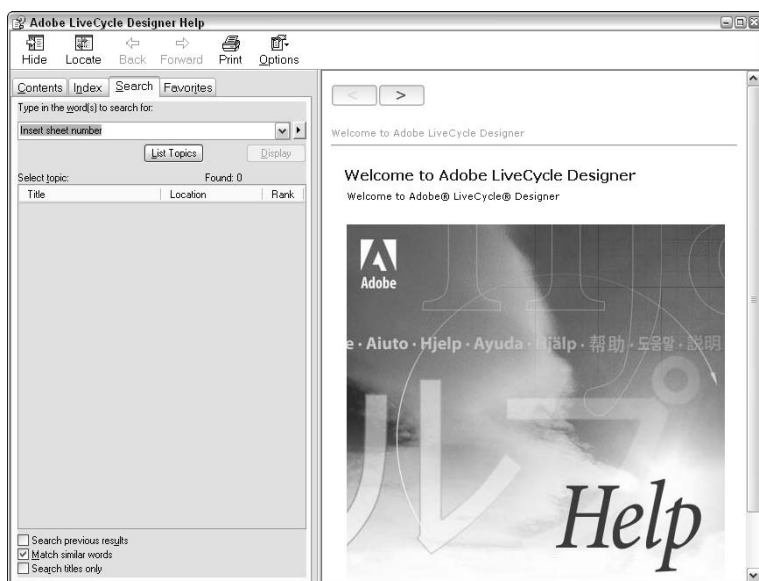 Adobe LiveCycle Designer Help
Hide Locate Back Forward Print Options
Contents Index Search Favorites
Type in the word(s) to search for:
Insert sheet number
List Topics Display
Select topic: Found: 0
Title Location Rank
Search previous results
Match similar words
Search titles only
< >
Welcome to Adobe LiveCycle Designer
Welcome to Adobe LiveCycle Designer
Welcome to Adobe® LiveCycle® Designer
Adobe
e · Aiuto · Hjelp · Ayuda · Hjälp · 帮助 · 도움말 · 説明
ルプ
Help